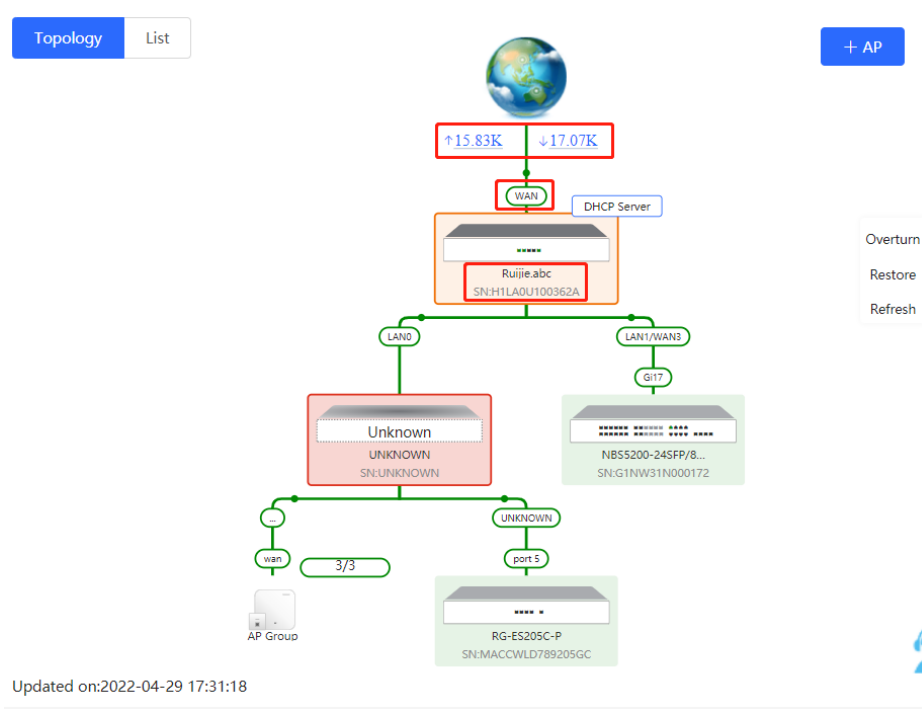 Topology List
+ AP
↑15.83K ↓17.07K
WAN
DHCP Server
Overturn
Ruijie.abc
Restore
SN:H1LA0U100362A
Refresh
LAN0 LAN1/WAN3
Gi17
Unknown
UNKNOWN
SN:UNKNOWN
NBS5200-24SFP/8...
SN:G1NW31N000172
... UNKNOWN
wan 3/3 port 5
AP Group
RG-ES205C-P
SN:MACCWLD789205GC
Updated on:2022-04-29 17:31:18